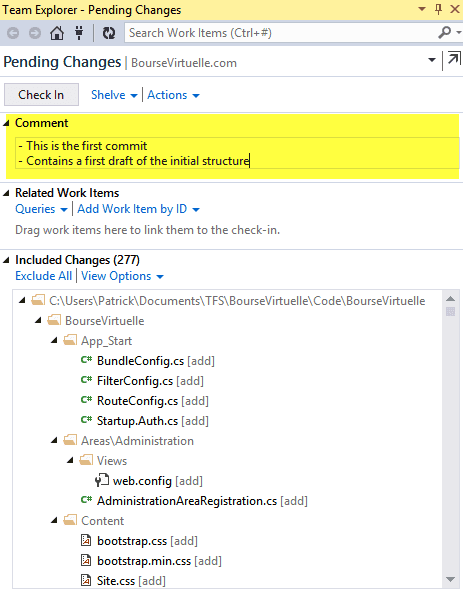 Team Explorer - Pending Changes
Search Work Items (Ctrl+#)
Pending Changes | BourseVirtuelle.com
Check In Shelve Actions
Comment
- This is the first commit
- Contains a first draft of the initial structure
Related Work Items
Queries Add Work Item by ID
Drag work items here to link them to the check-in.
Included Changes (277)
Exclude All View Options
C:\Users\Patrick\Documents\TFS\BourseVirtuelle\Code\BourseVirtuelle
BourseVirtuelle
App_Start
C# BundleConfig.cs [add]
C# FilterConfig.cs [add]
C# RouteConfig.cs [add]
C# Startup.Auth.cs [add]
Areas\Administration
Views
web.config [add]
C# AdministrationAreaRegistration.cs [add]
Content
bootstrap.css [add]
bootstrap.min.css [add]
Site.css [add]